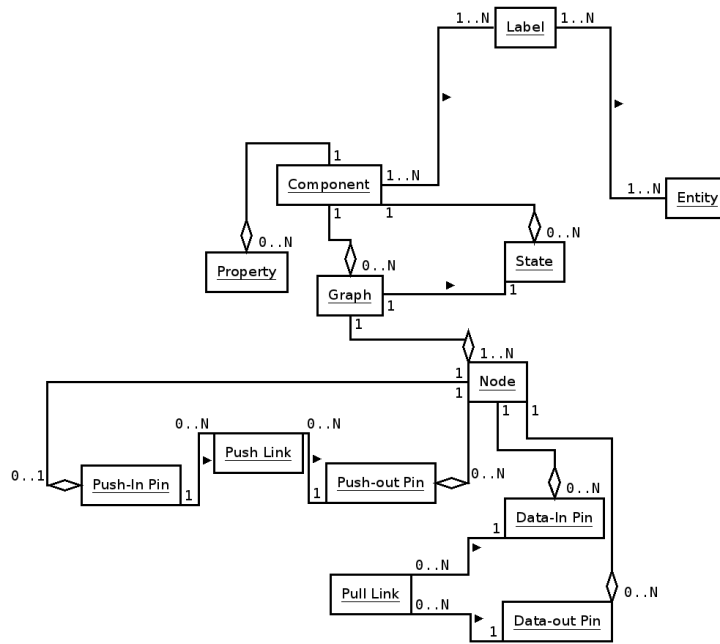 1..N
Label
1..N
1
Component
1..N
1..N
Entity
1
1
0..N
0..N
0..N
Property
State
Graph
1
1
1
1..N
1
Node
1
1
1
0..N
0..N
Push Link
0..1
Push-In Pin
1
1
Push-out Pin
0..N
0..N
Data-In Pin
1
0..N
Pull Link
0..N
0..N
1
Data-out Pin